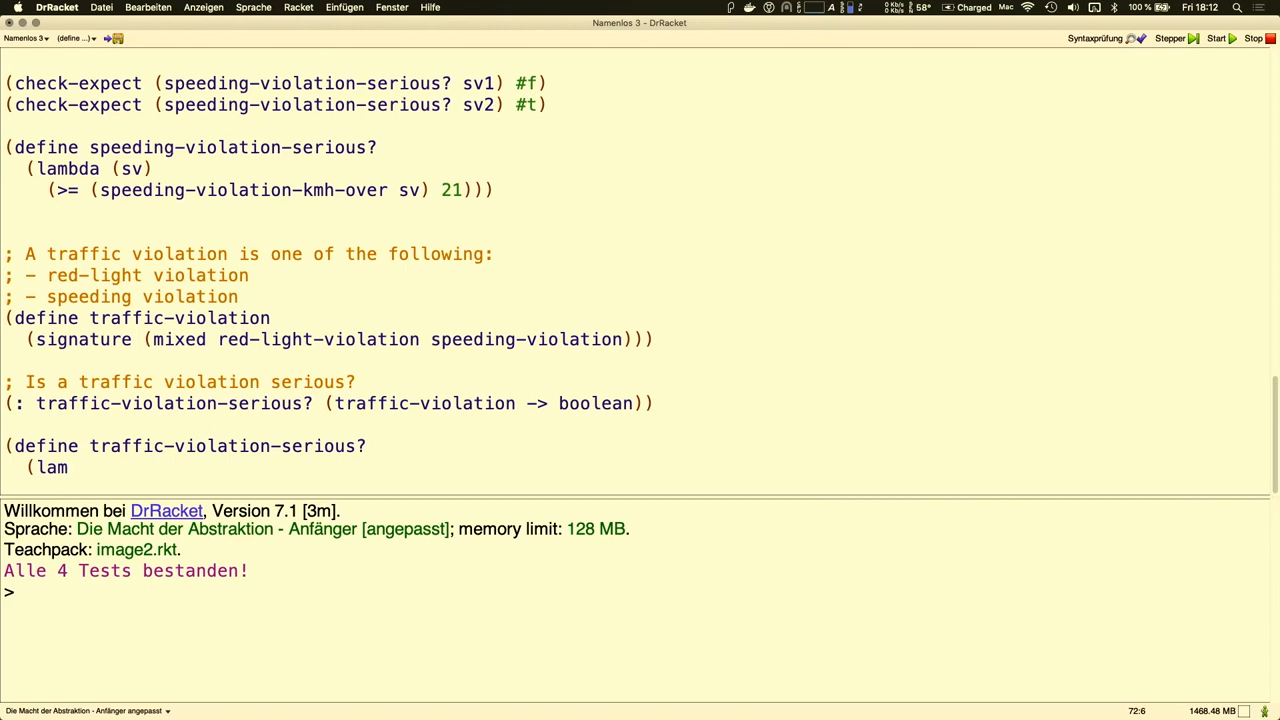 DrRacket Datei Bearbeiten Anzeigen Sprache Racket Einfügen Fenster Hilfe 0 Kb/s 0 Kb/s 58° Charged Mac 100 % Fri 18:12
Namenlos 3 - DrRacket
Namenlos 3 (define ...) Syntaxprüfung Stepper Start Stop
(check-expect (speeding-violation-serious? sv1) #f)
(check-expect (speeding-violation-serious? sv2) #t)
(define speeding-violation-serious?
(lambda (sv)
(>= (speeding-violation-kmh-over sv) 21)))
; A traffic violation is one of the following:
; - red-light violation
; - speeding violation
(define traffic-violation
(signature (mixed red-light-violation speeding-violation)))
; Is a traffic violation serious?
(: traffic-violation-serious? (traffic-violation -> boolean))
(define traffic-violation-serious?
(lam
Willkommen bei DrRacket, Version 7.1 [3m].
Sprache: Die Macht der Abstraktion - Anfänger [angepasst]; memory limit: 128 MB.
Teachpack: image2.rkt.
Alle 4 Tests bestanden!
>
Die Macht der Abstraktion - Anfänger angepasst 72:6 1468.48 MB